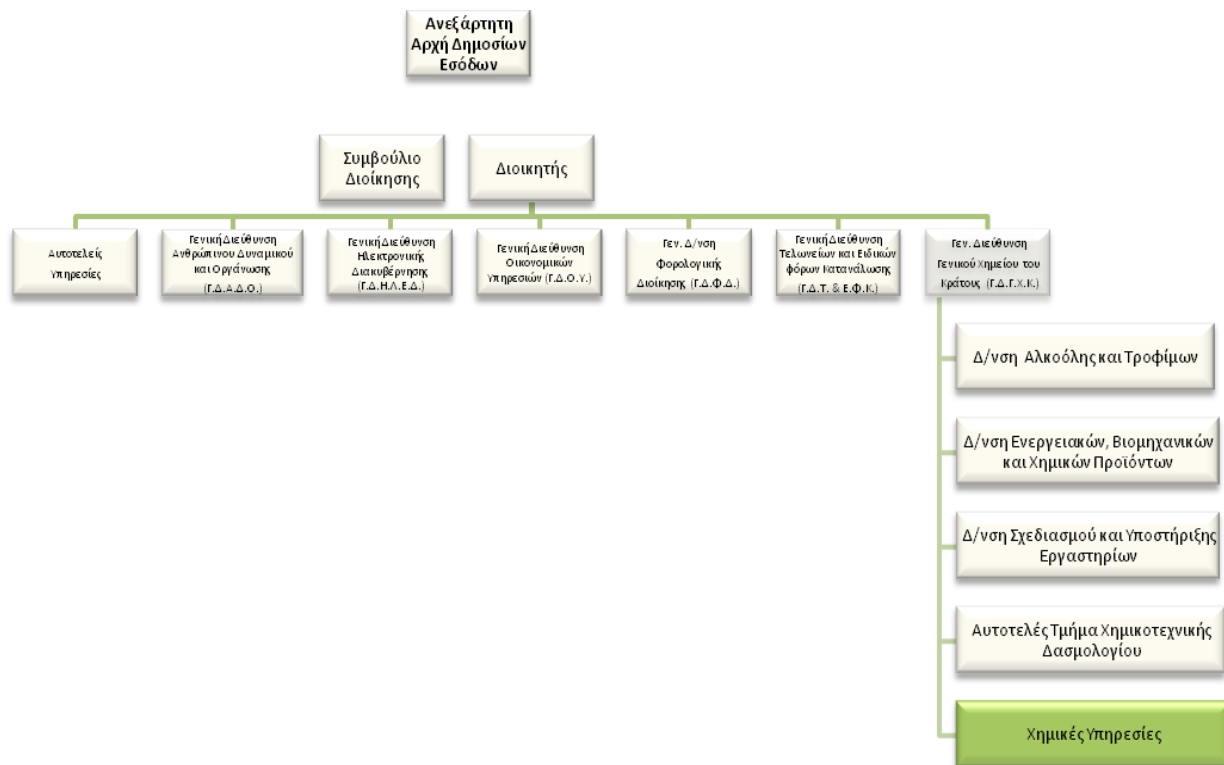 Ανεξάρτητη
Αρχή Δημοσίων
Εσόδων
Συμβούλιο
Διοίκησης
Διοικητής
Αυτοτελείς
Υπηρεσίες
Γενική Διεύθυνση
Ανθρώπινου Δυναμικού
και Οργάνωσης
(Γ.Δ.Α.Δ.Ο.)
Γενική Διεύθυνση
Ηλεκτρονικής
Διακυβέρνησης
(Γ.Δ.Η.Λ.Ε.Δ.)
Γενική Διεύθυνση
Οικονομικών
Υπηρεσιών (Γ.Δ.Ο.Υ.)
Γεν. Δ/νση
Φορολογικής
Διοίκησης (Γ.Δ.Φ.Δ.)
Γενική Διεύθυνση
Τελωνείων και Ειδικών
φόρων Κατανάλωσης
(Γ.Δ.Τ. & Ε.Φ.Κ.)
Γεν. Διεύθυνση
Γενικού Χημείου του
Κράτους (Γ.Δ.Γ.Χ.Κ.)
Δ/νση Αλκοόλης και Τροφίμων
Δ/νση Ενεργειακών, Βιομηχανικών
και Χημικών Προϊόντων
Δ/νση Σχεδιασμού και Υποστήριξης
Εργαστηρίων
Αυτοτελές Τμήμα Χημικοτεχνικής
Δασμολογίου
Χημικές Υπηρεσίες